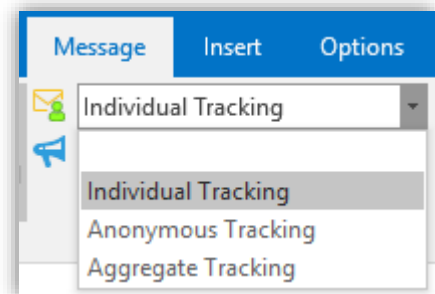 Message Insert Options
Individual Tracking
Individual Tracking
Anonymous Tracking
Aggregate Tracking